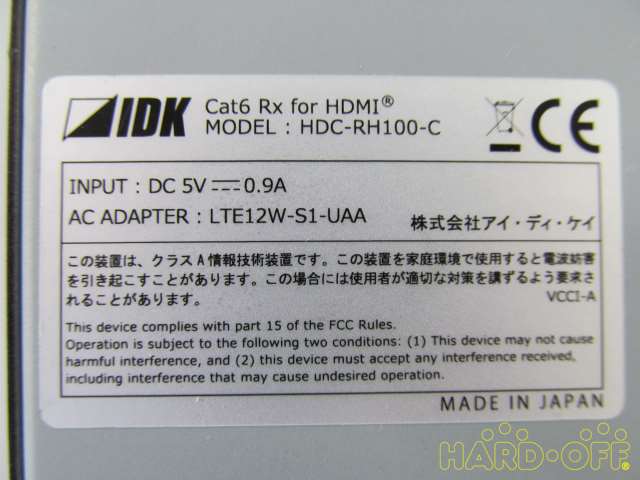 IDK Cat6 Rx for HDMI®
MODEL : HDC-RH100-C
CE
INPUT : DC 5V⎓0.9A
AC ADAPTER : LTE12W-S1-UAA 株式会社アイ・ディ・ケイ
この装置は、クラスA情報技術装置です。この装置を家庭環境で使用すると電波妨害
を引き起こすことがあります。この場合には使用者が適切な対策を講ずるよう要求さ
れることがあります。 VCCI-A
This device complies with part 15 of the FCC Rules.
Operation is subject to the following two conditions: (1) This device may not cause
harmful interference, and (2) this device must accept any interference received,
including interference that may cause undesired operation.
MADE IN JAPAN
HARD-OFF